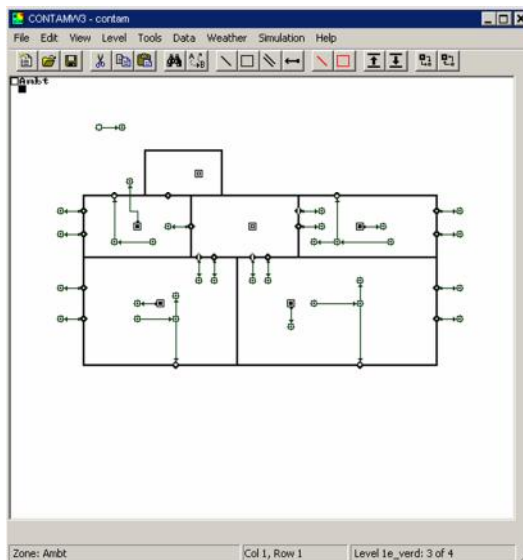 CONTAMW3 - contam
File Edit View Level Tools Data Weather Simulation Help
Ambt
Zone: Ambt Col 1, Row 1 Level 1e_verd: 3 of 4